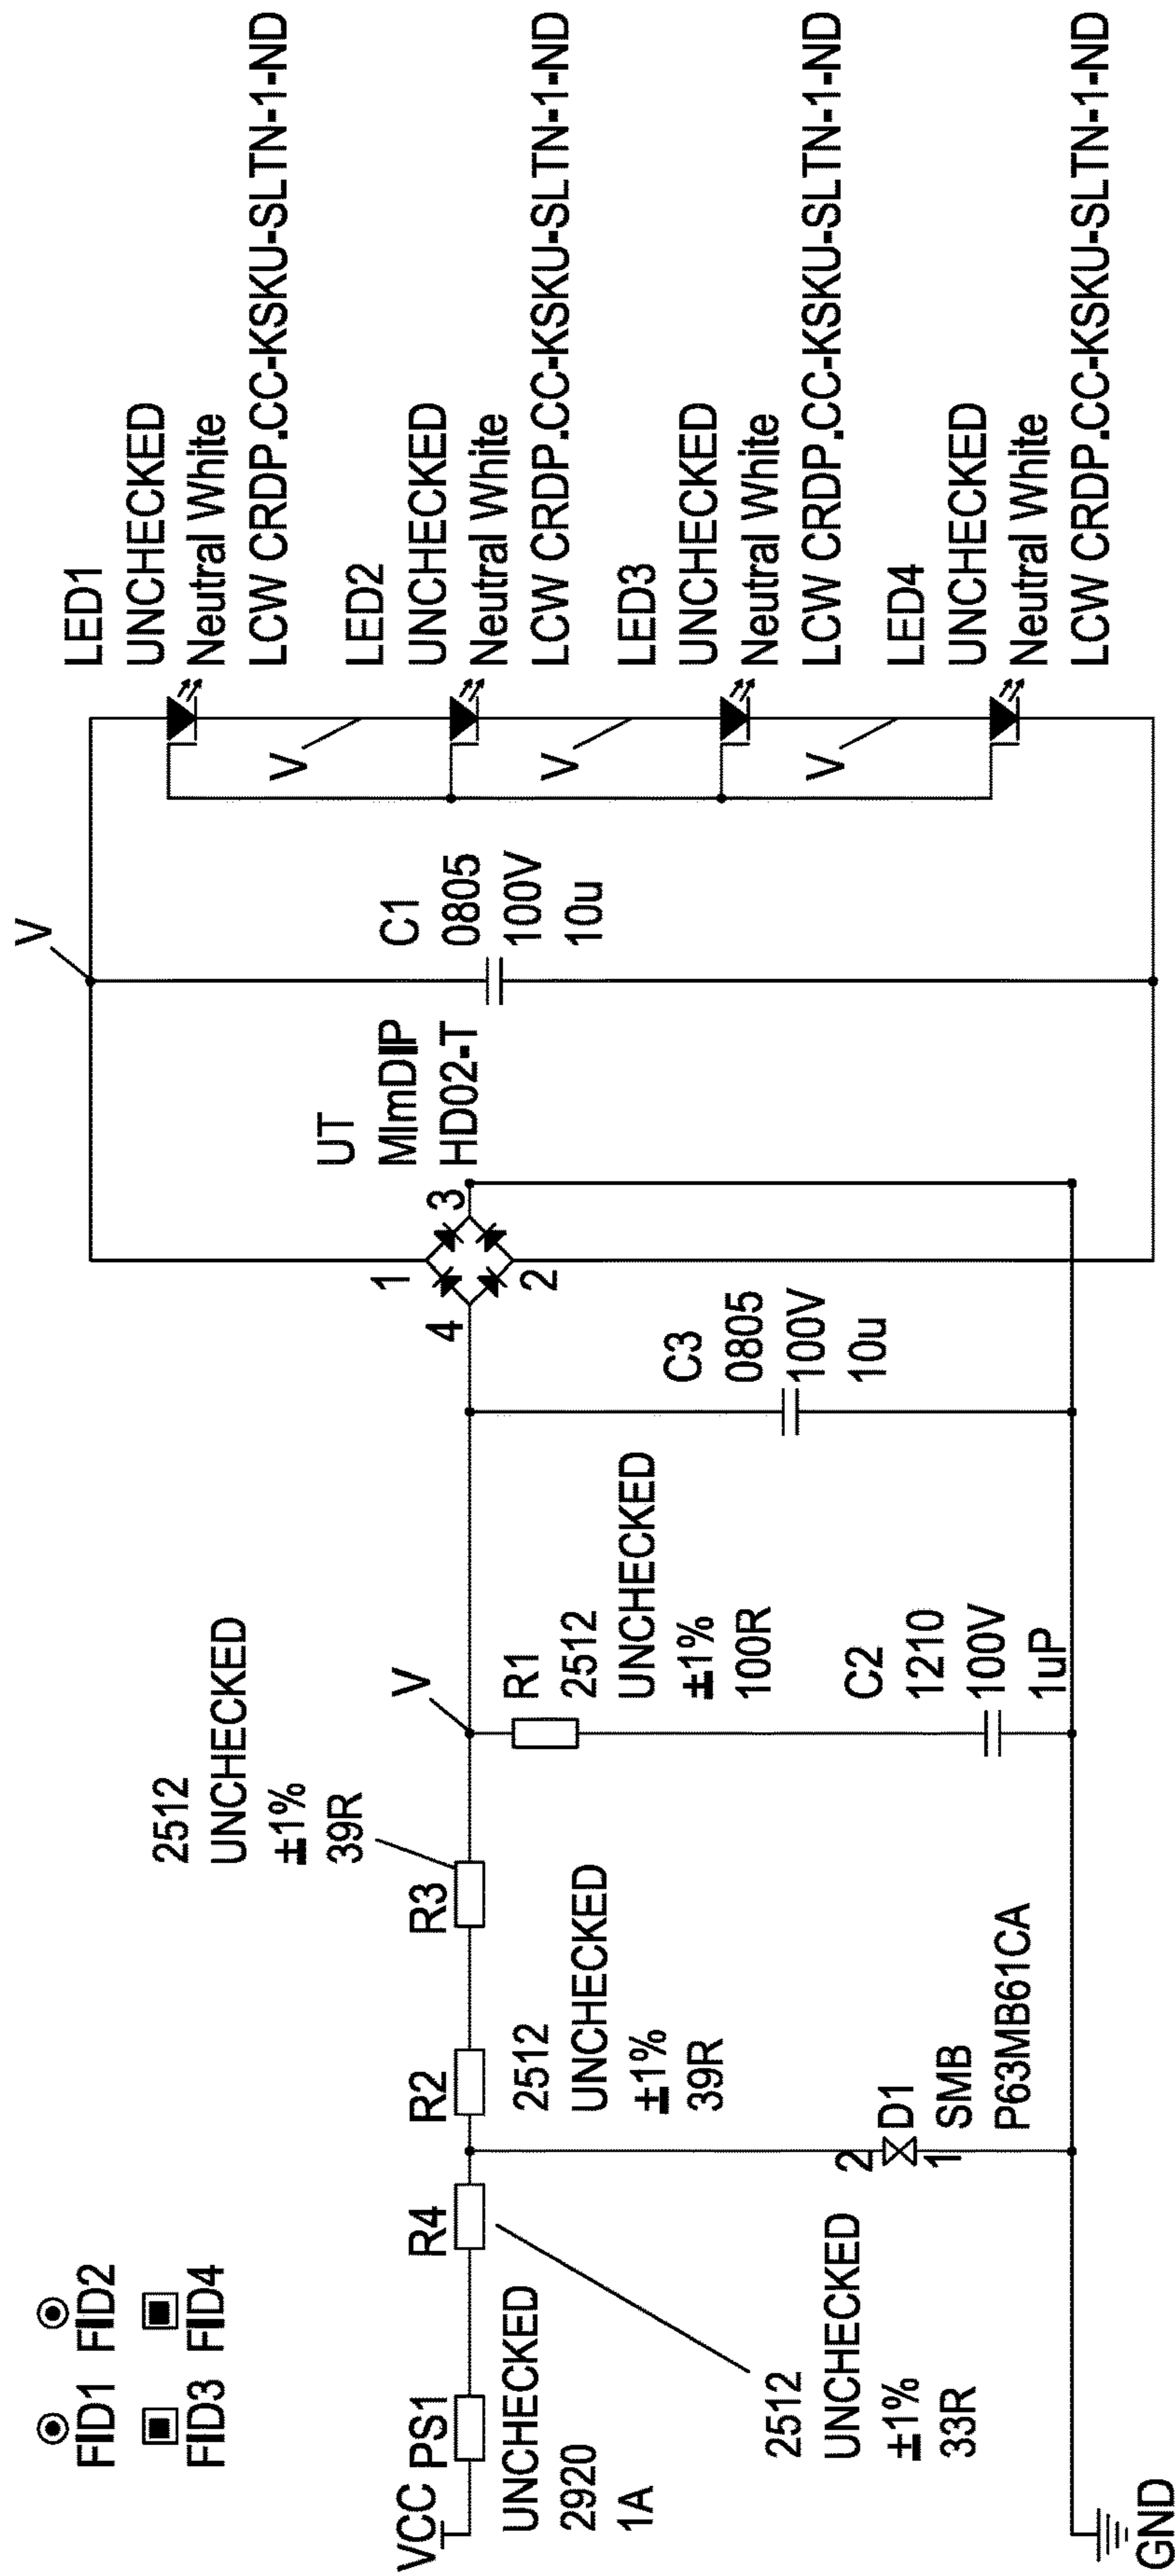 FID1
FID2
FID3
FID4
VCC
PS1
UNCHECKED
2920
1A
R4
2512
UNCHECKED
±1%
33R
GND
2
D1
1
SMB
P63MB61CA
R2
2512
UNCHECKED
±1%
39R
R3
2512
UNCHECKED
±1%
39R
V
R1
2512
UNCHECKED
±1%
100R
C2
1210
100V
1uP
C3
0805
100V
10u
4
1
2
3
UT
MImDIP
HD02-T
V
C1
0805
100V
10u
V
V
V
LED1
UNCHECKED
Neutral White
LCW CRDP.CC-KSKU-SLTN-1-ND
LED2
UNCHECKED
Neutral White
LCW CRDP.CC-KSKU-SLTN-1-ND
LED3
UNCHECKED
Neutral White
LCW CRDP.CC-KSKU-SLTN-1-ND
LED4
UNCHECKED
Neutral White
LCW CRDP.CC-KSKU-SLTN-1-ND